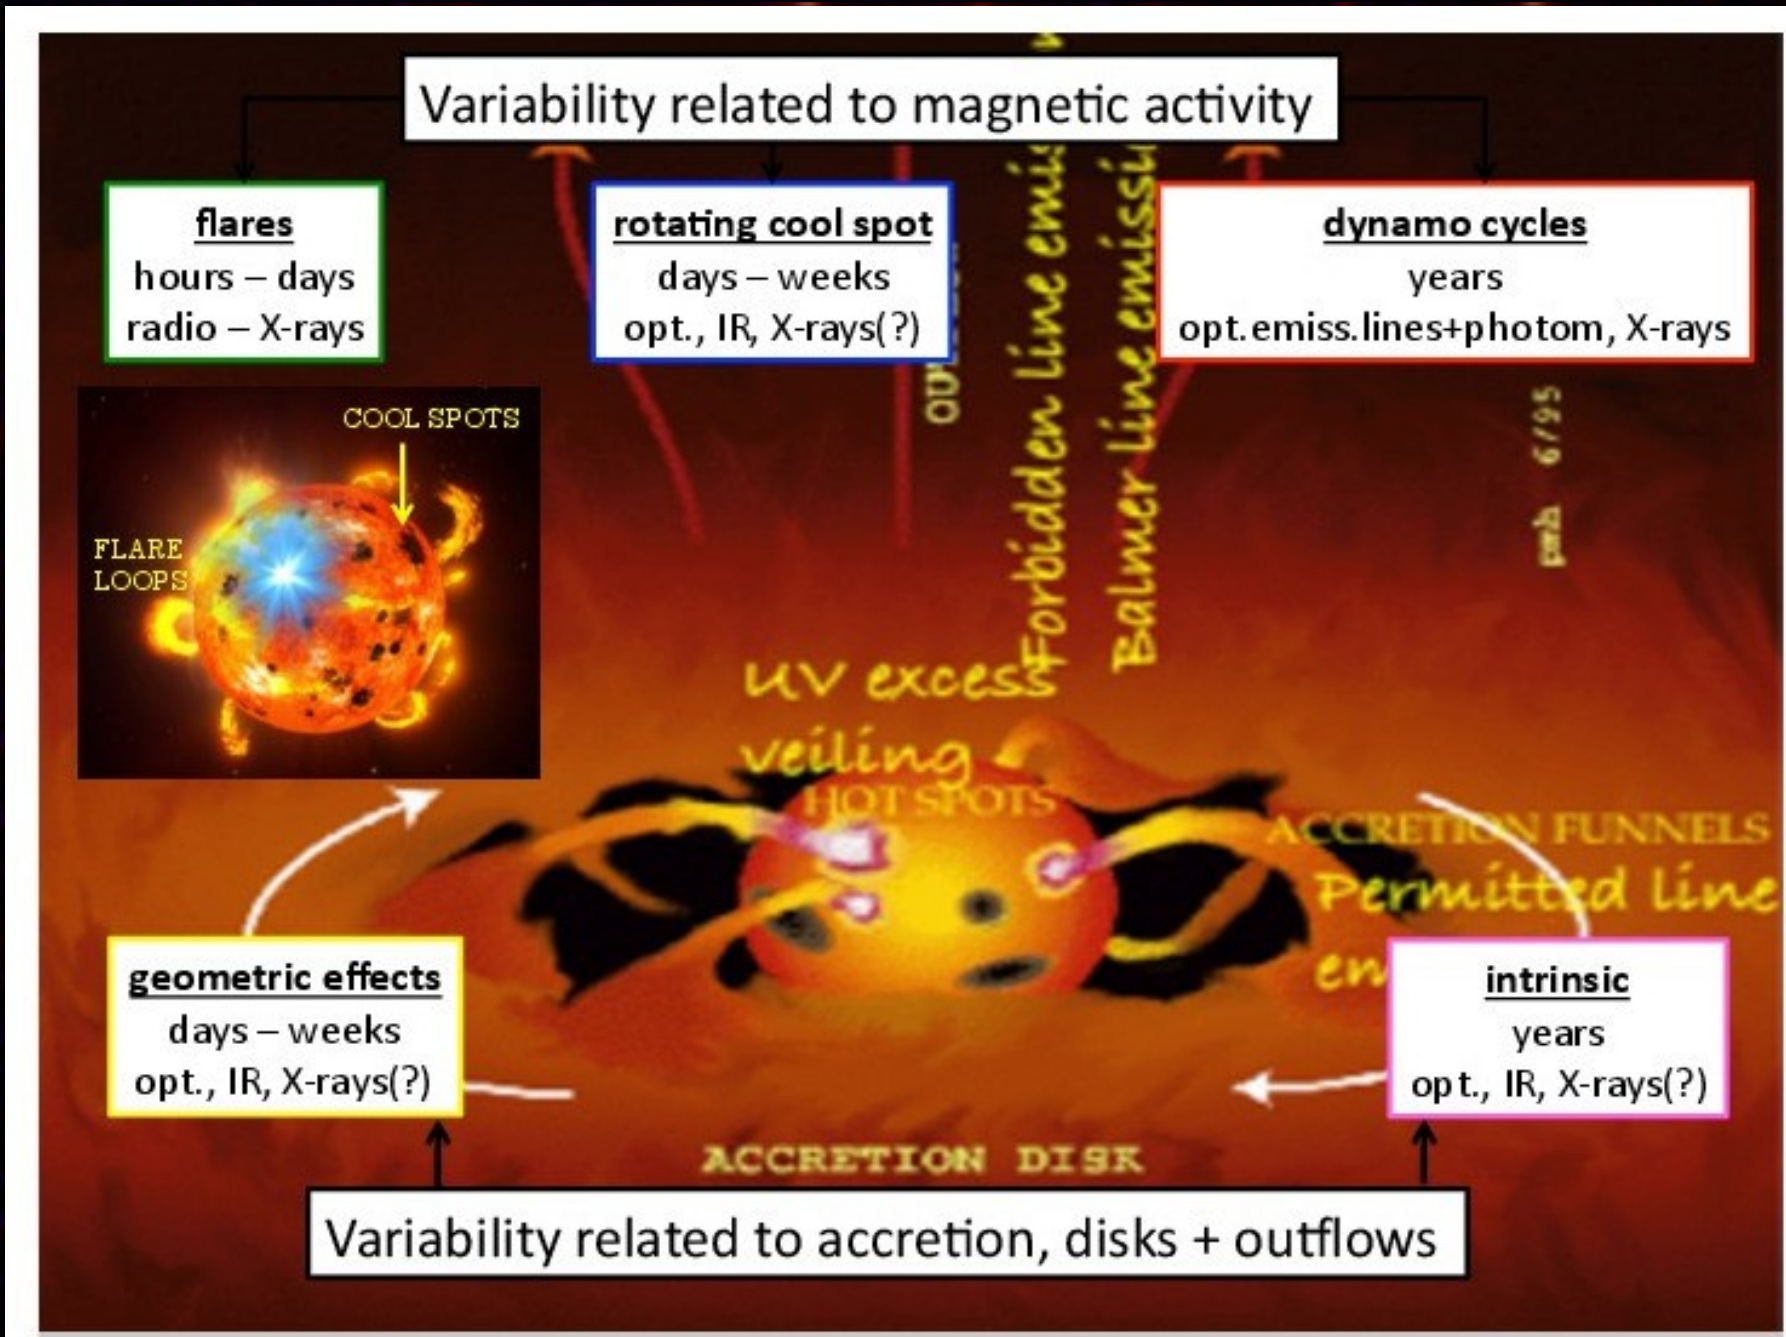 Variability related to magnetic activity
flares
hours – days
radio – X-rays
rotating cool spot
days – weeks
opt., IR, X-rays(?)
dynamo cycles
years
opt.emiss.lines+photom, X-rays
COOL SPOTS
FLARE
LOOPS
Forbidden line
Balmer line
pmh 6/95
UV excess
veiling
HOT SPOTS
ACCRETION FUNNELS
Permitted line
geometric effects
days – weeks
opt., IR, X-rays(?)
intrinsic
years
opt., IR, X-rays(?)
ACCRETION DISK
Variability related to accretion, disks + outflows